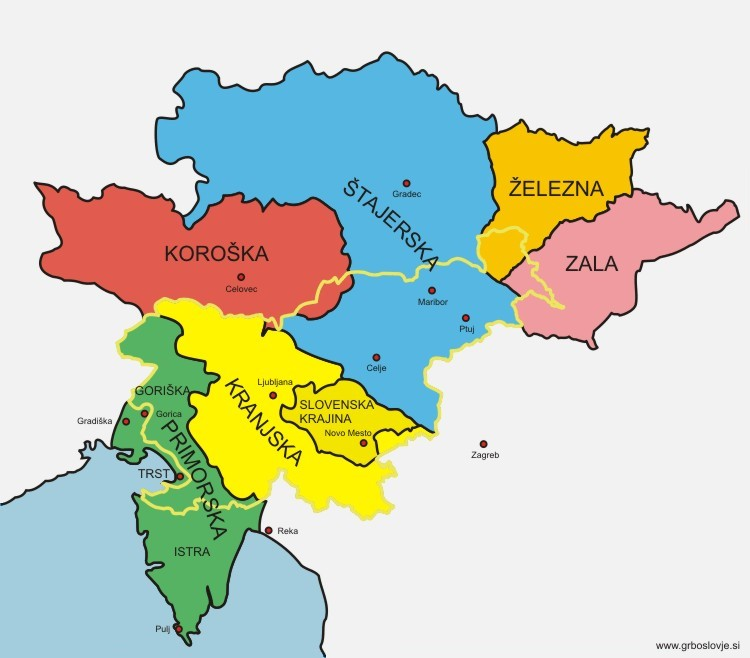 ŽELEZNA
Gradec
ŠTAJERSKA
KOROŠKA
ZALA
Celovec
Maribor
Ptuj
Celje
Ljubljana
GORIŠKA
SLOVENSKA
KRAJINA
Gorica
Gradiška
KRANJSKA
Novo Mesto
Zagreb
PRIMORSKA
TRST
Reka
ISTRA
Pulj
www.grboslovje.si